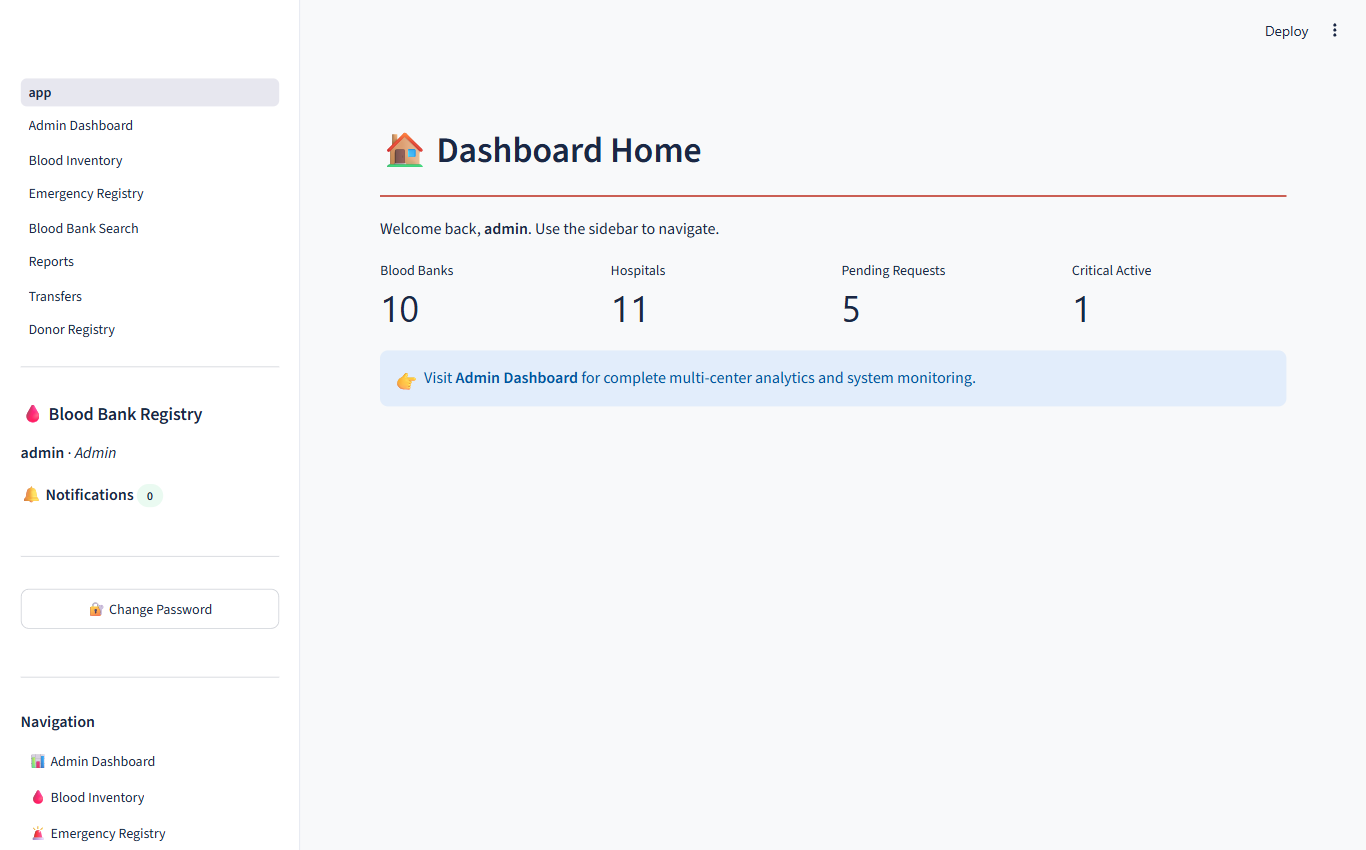 Deploy
app
Admin Dashboard
Blood Inventory
Emergency Registry
Blood Bank Search
Reports
Transfers
Donor Registry
Blood Bank Registry
admin · Admin
Notifications 0
Change Password
Navigation
Admin Dashboard
Blood Inventory
Emergency Registry
Dashboard Home
Welcome back, admin. Use the sidebar to navigate.
Blood Banks Hospitals Pending Requests Critical Active
10 11 5 1
Visit Admin Dashboard for complete multi-center analytics and system monitoring.